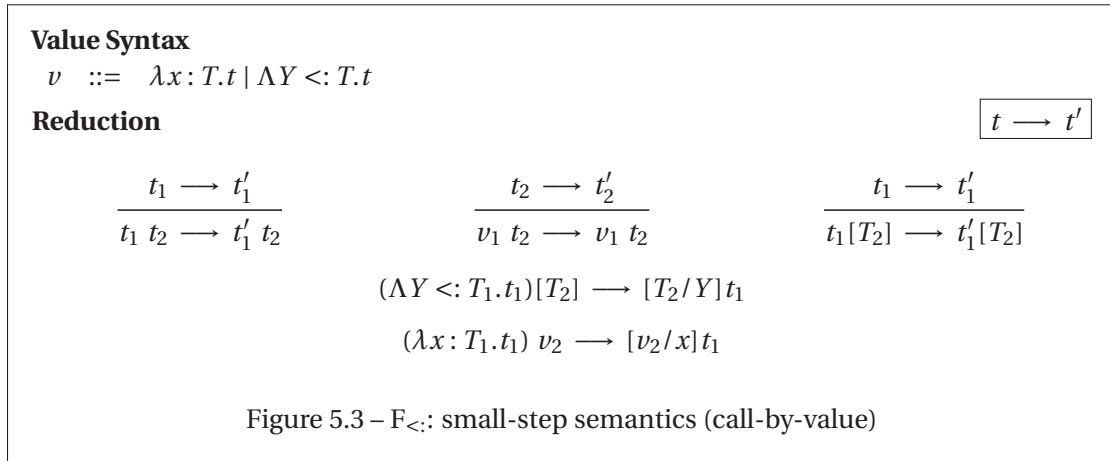 Value Syntax
v ::= λx : T.t | ΛY <: T.t
Reduction
t ⟶ t′
t₁ ⟶ t′₁ t₂ ⟶ t′₂ t₁ ⟶ t′₁
t₁ t₂ ⟶ t′₁ t₂ v₁ t₂ ⟶ v₁ t₂ t₁[T₂] ⟶ t′₁[T₂]
(ΛY <: T₁.t₁)[T₂] ⟶ [T₂/Y]t₁
(λx : T₁.t₁) v₂ ⟶ [v₂/x]t₁
Figure 5.3 – F<:: small-step semantics (call-by-value)